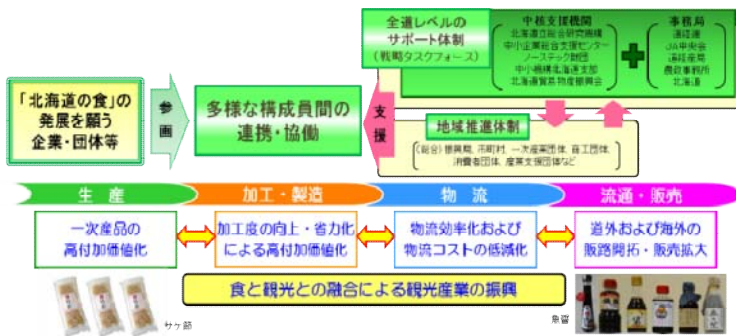 全道レベルの
サポート体制
(戦略タスクフォース)
中核支援機関
北海道立総合研究機構
中小企業総合支援センター
ノーステック財団
中小機構北海道支部
北海道貿易物産振興会
事務局
道経連
JA中央会
道経産局
農政事務所
北海道
「北海道の食」の
発展を願う
企業・団体等
参画
多様な構成員間の
連携・協働
支援
地域推進体制
(総合)振興局、市町村、一次産業団体、商工団体、
消費者団体、産業支援団体など
生産
加工・製造
物流
流通・販売
一次産品の
高付加価値化
加工度の向上・省力化
による高付加価値化
物流効率化および
物流コストの低減化
道外および海外の
販路開拓・販売拡大
食と観光との融合による観光産業の振興
サケ節
魚醤